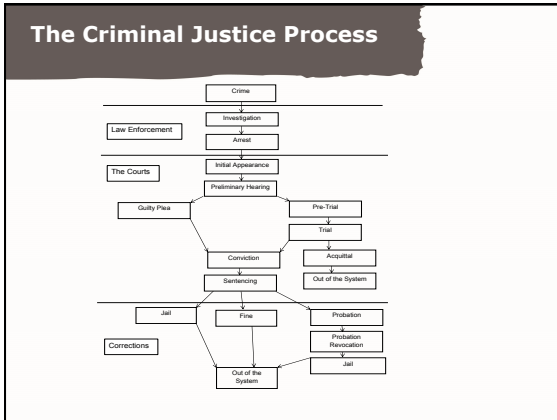 The Criminal Justice Process
Crime
Investigation
Law Enforcement
Arrest
Initial Appearance
The Courts
Preliminary Hearing
Guilty Plea
Pre-Trial
Trial
Conviction
Acquittal
Sentencing
Out of the System
Jail
Fine
Probation
Corrections
Probation
Revocation
Jail
Out of the
System